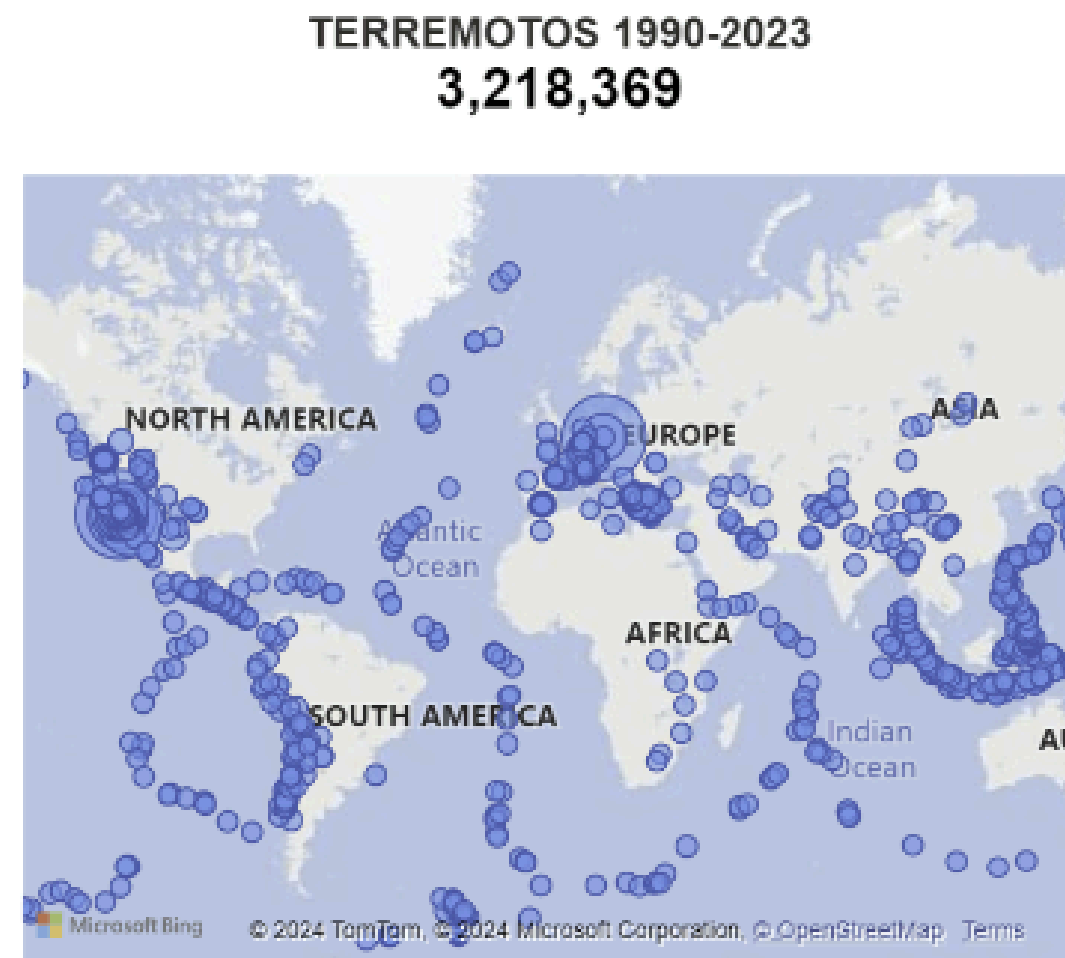 TERREMOTOS 1990-2023
3,218,369
NORTH AMERICA
ASIA
EUROPE
Atlantic
Ocean
AFRICA
SOUTH AMERICA
Indian
Ocean
AU
Microsoft Bing
© 2024 TomTom, © 2024 Microsoft Corporation, © OpenStreetMap Terms